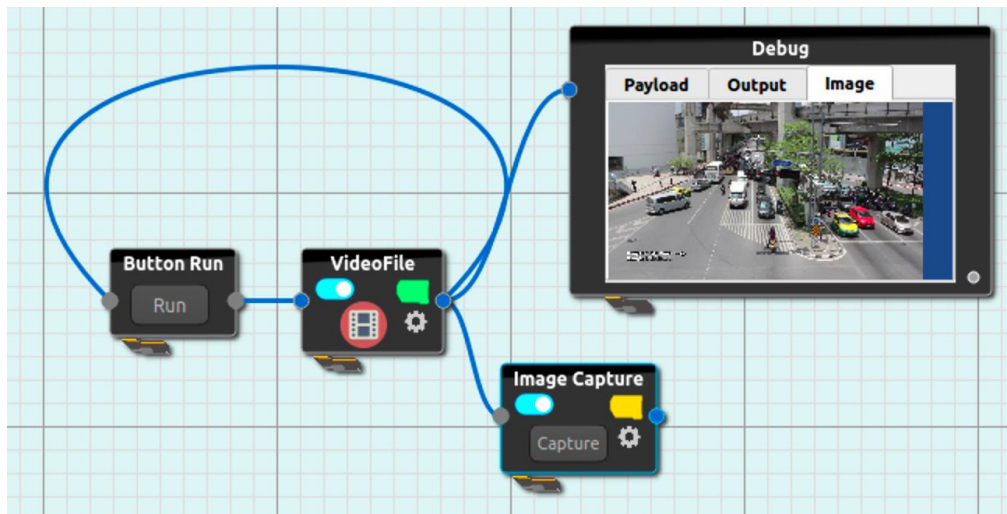 Debug
Payload Output Image
Button Run
Run
VideoFile
Image Capture
Capture